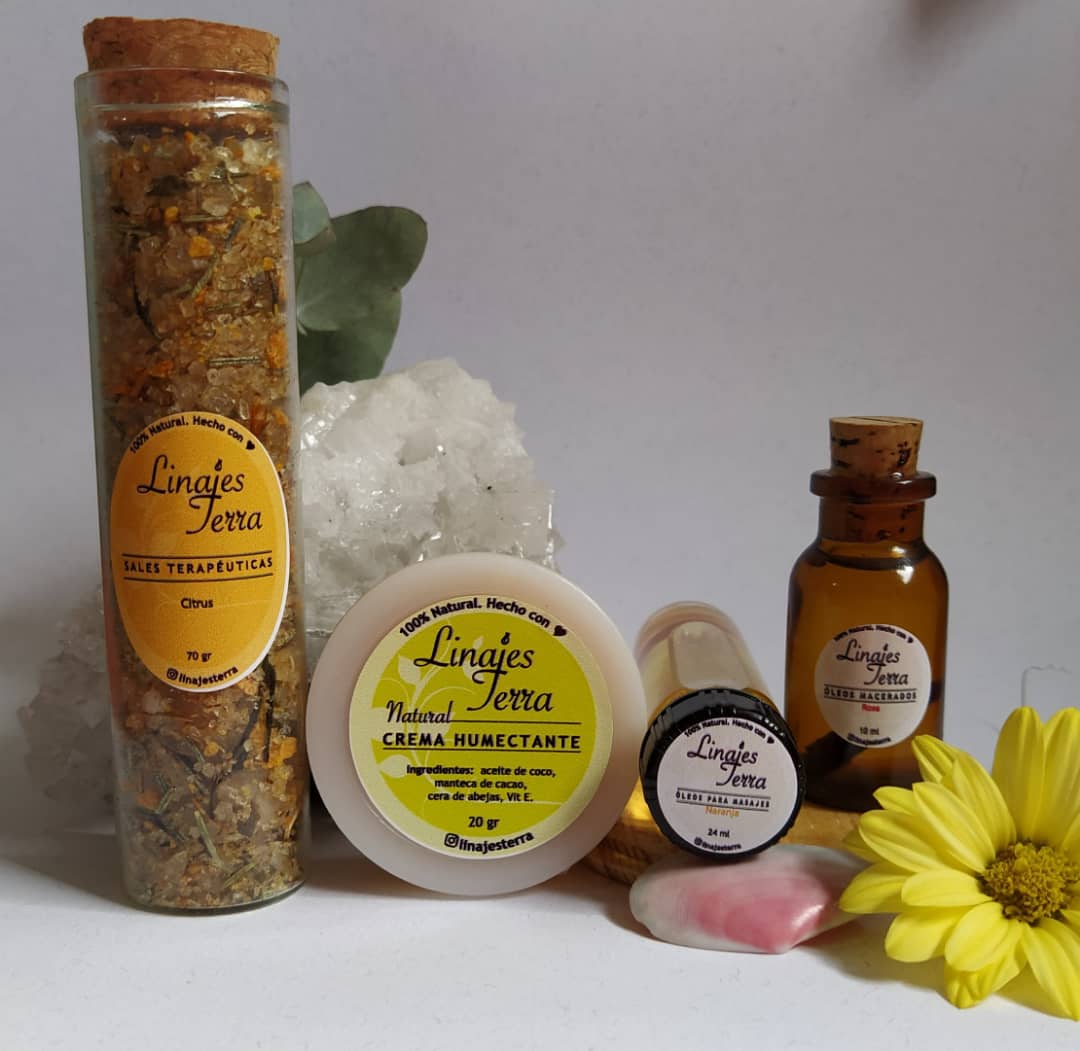 100% Natural. Hecho con
Linajes
Terra
SALES TERAPÉUTICAS
Citrus
70 gr
@linajesterra
100% Natural. Hecho con
Linajes
Terra
Natural
CREMA HUMECTANTE
Ingredientes: aceite de coco,
manteca de cacao,
cera de abejas, Vit E.
20 gr
@linajesterra
100% Natural. Hecho con
Linajes
Terra
ÓLEOS PARA MASAJES
Naranja
24 ml
@linajesterra
100% Natural. Hecho con
Linajes
Terra
ÓLEOS MACERADOS
Rosa
10 ml
@linajesterra